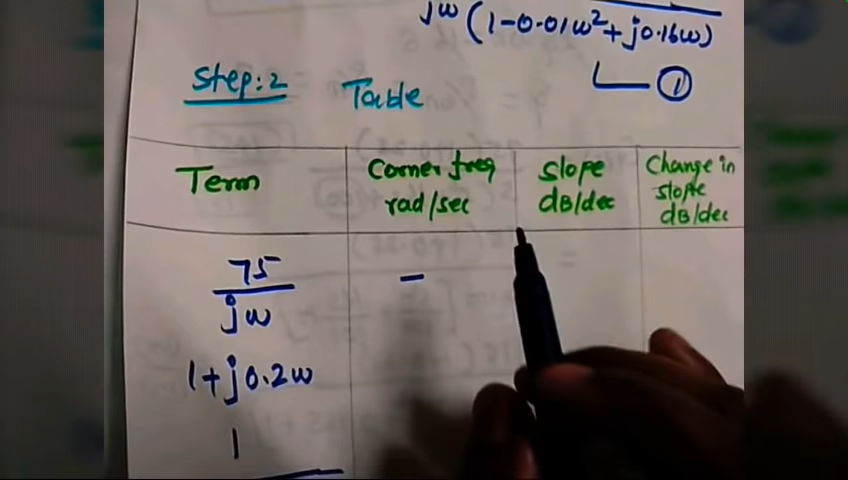 jω (1-0.01ω²+j0.16ω)
①
Step:2 Table
Term Corner freq rad/sec Slope dB/dec Change in slope dB/dec
75
jω
-
1+j0.2ω
1